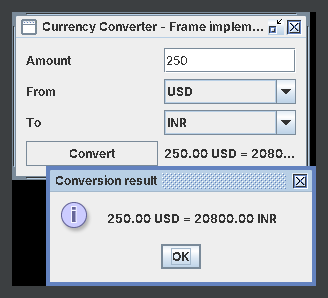 Currency Converter - Frame implem...
Amount 250
From USD
To INR
Convert 250.00 USD = 2080...
Conversion result
250.00 USD = 20800.00 INR
OK